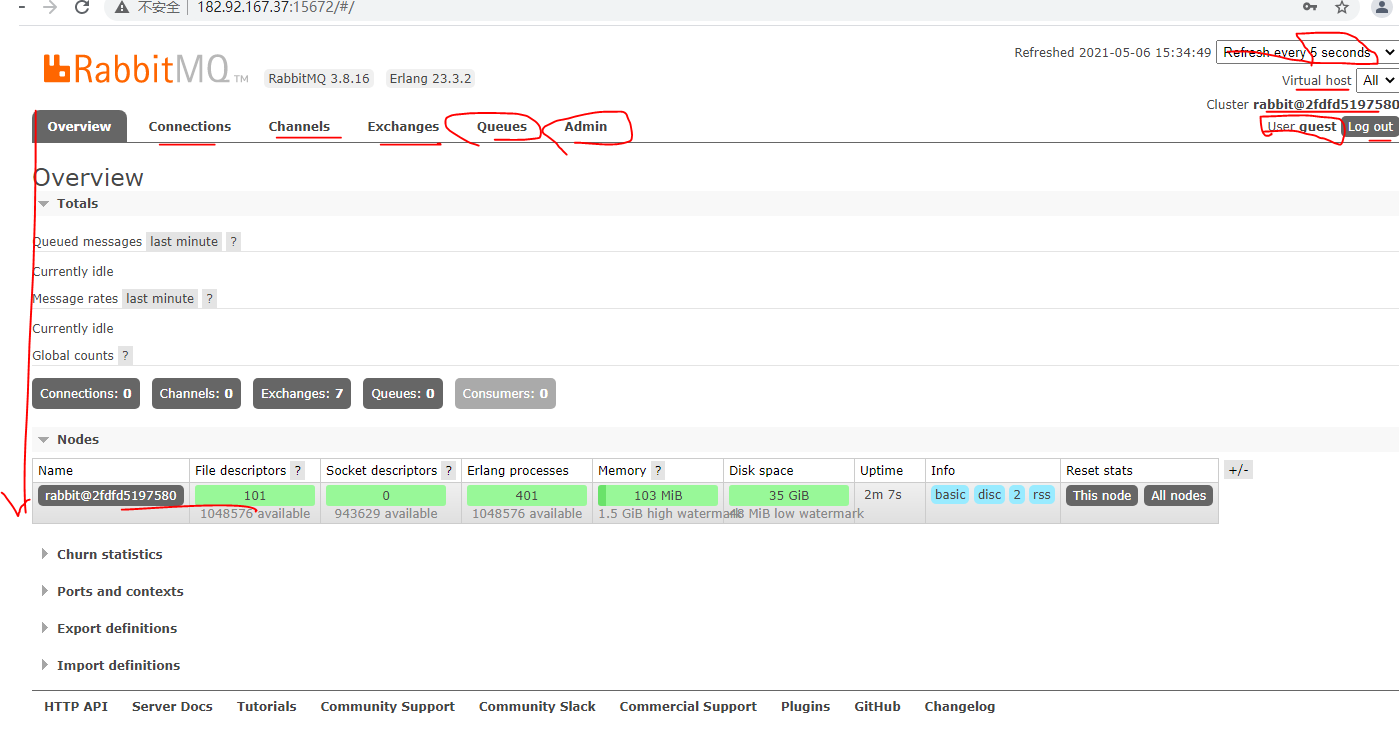 不安全 182.92.167.37:15672/#/
RabbitMQ TM RabbitMQ 3.8.16 Erlang 23.3.2
Refreshed 2021-05-06 15:34:49 Refresh every 5 seconds
Virtual host All
Cluster rabbit@2fdfd5197580
User guest Log out
Overview Connections Channels Exchanges Queues Admin
Overview
Totals
Queued messages last minute ?
Currently idle
Message rates last minute ?
Currently idle
Global counts ?
Connections: 0 Channels: 0 Exchanges: 7 Queues: 0 Consumers: 0
Nodes
Name File descriptors ? Socket descriptors ? Erlang processes Memory ? Disk space Uptime Info Reset stats +/-
rabbit@2fdfd5197580 101 0 401 103 MiB 35 GiB 2m 7s basic disc 2 rss This node All nodes
1048576 available 943629 available 1048576 available 1.5 GiB high watermark 48 MiB low watermark
Churn statistics
Ports and contexts
Export definitions
Import definitions
HTTP API Server Docs Tutorials Community Support Community Slack Commercial Support Plugins GitHub Changelog